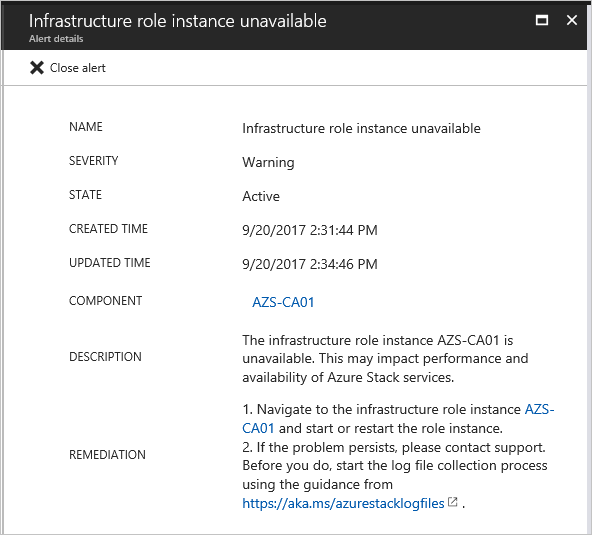 Infrastructure role instance unavailable
Alert details
Close alert
NAME Infrastructure role instance unavailable
SEVERITY Warning
STATE Active
CREATED TIME 9/20/2017 2:31:44 PM
UPDATED TIME 9/20/2017 2:34:46 PM
COMPONENT AZS-CA01
DESCRIPTION
The infrastructure role instance AZS-CA01 is
unavailable. This may impact performance and
availability of Azure Stack services.
REMEDIATION
1. Navigate to the infrastructure role instance AZS-
CA01 and start or restart the role instance.
2. If the problem persists, please contact support.
Before you do, start the log file collection process
using the guidance from
https://aka.ms/azurestacklogfiles .